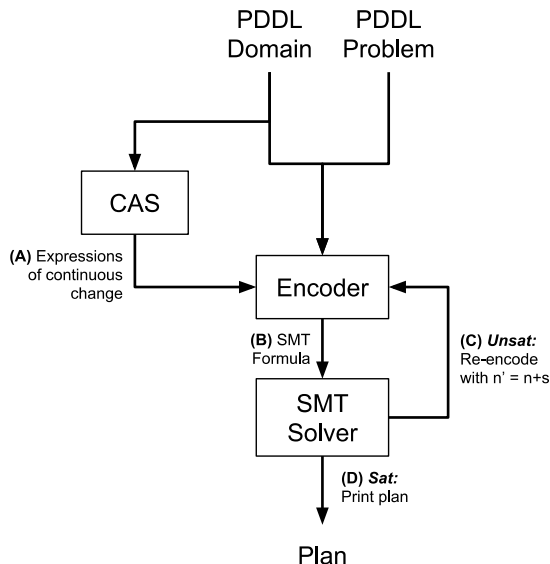 PDDL
Domain
PDDL
Problem
CAS
(A) Expressions
of continuous
change
Encoder
(B) SMT
Formula
(C) Unsat:
Re-encode
with n' = n+s
SMT
Solver
(D) Sat:
Print plan
Plan